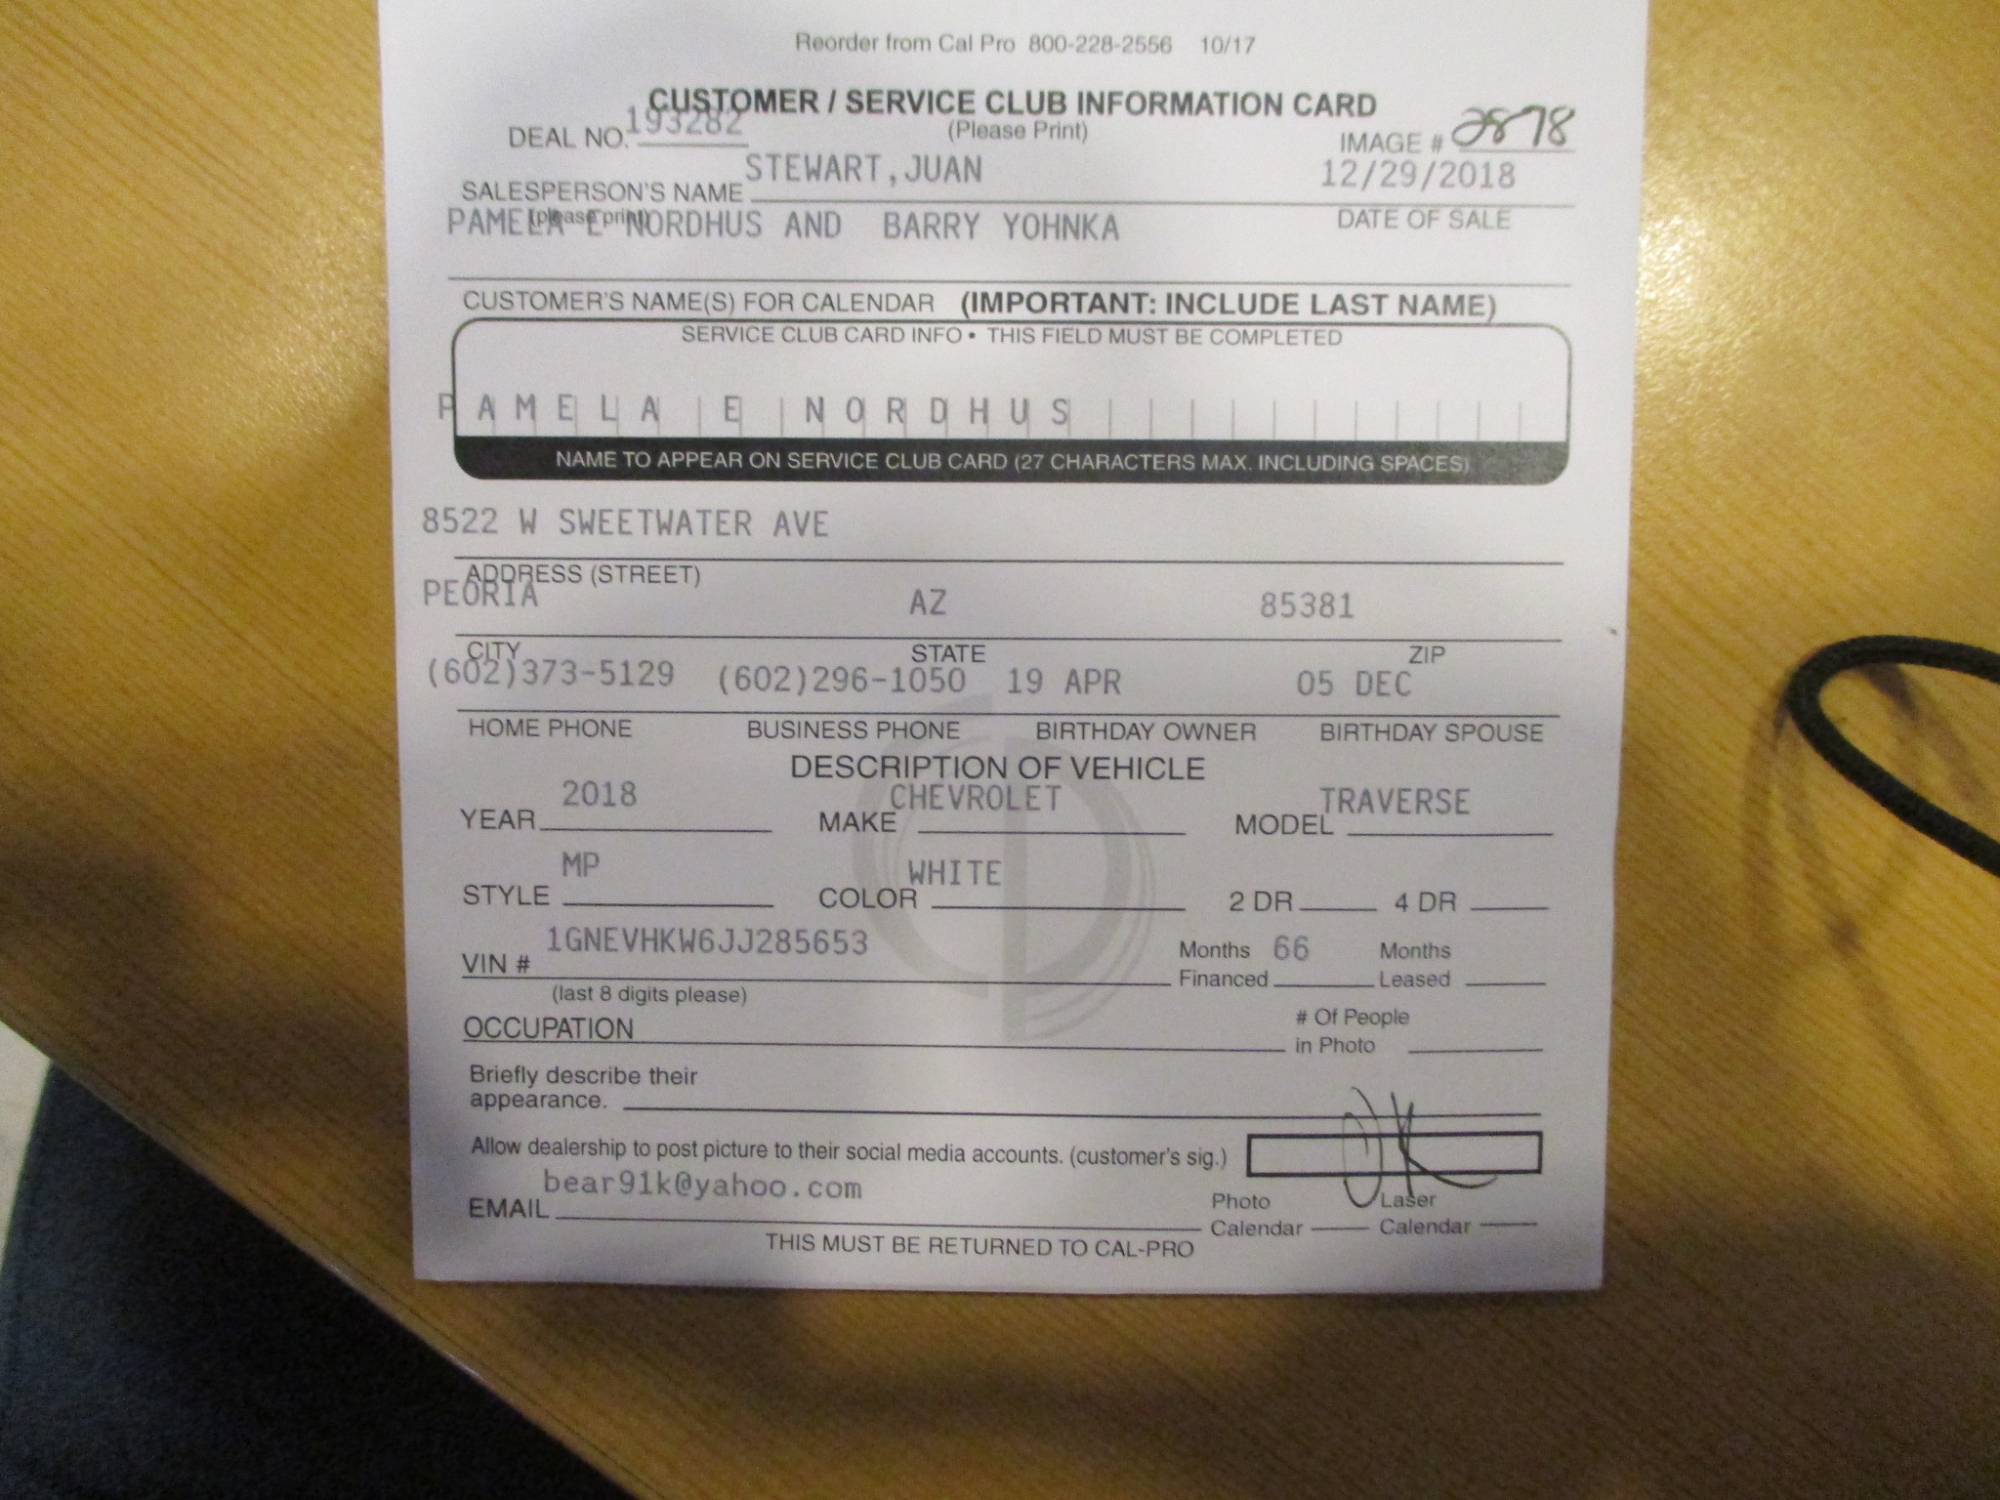 Reorder from Cal Pro 800-228-2556 10/17
CUSTOMER / SERVICE CLUB INFORMATION CARD
DEAL NO. 193282 (Please Print) IMAGE # 2878
SALESPERSON'S NAME STEWART,JUAN 12/29/2018
(please print) DATE OF SALE
PAMELA E NORDHUS AND BARRY YOHNKA
CUSTOMER'S NAME(S) FOR CALENDAR (IMPORTANT: INCLUDE LAST NAME)
SERVICE CLUB CARD INFO • THIS FIELD MUST BE COMPLETED
PAMELA E NORDHUS
NAME TO APPEAR ON SERVICE CLUB CARD (27 CHARACTERS MAX. INCLUDING SPACES)
8522 W SWEETWATER AVE
ADDRESS (STREET)
PEORIA AZ 85381
CITY STATE ZIP
(602)373-5129 (602)296-1050 19 APR 05 DEC
HOME PHONE BUSINESS PHONE BIRTHDAY OWNER BIRTHDAY SPOUSE
DESCRIPTION OF VEHICLE
YEAR 2018 MAKE CHEVROLET MODEL TRAVERSE
STYLE MP COLOR WHITE 2 DR 4 DR
VIN # 1GNEVHKW6JJ285653 Months Financed 66 Months Leased
(last 8 digits please)
OCCUPATION # Of People in Photo
Briefly describe their
appearance.
Allow dealership to post picture to their social media accounts. (customer's sig.)
EMAIL bear91k@yahoo.com Photo Calendar Laser Calendar
THIS MUST BE RETURNED TO CAL-PRO